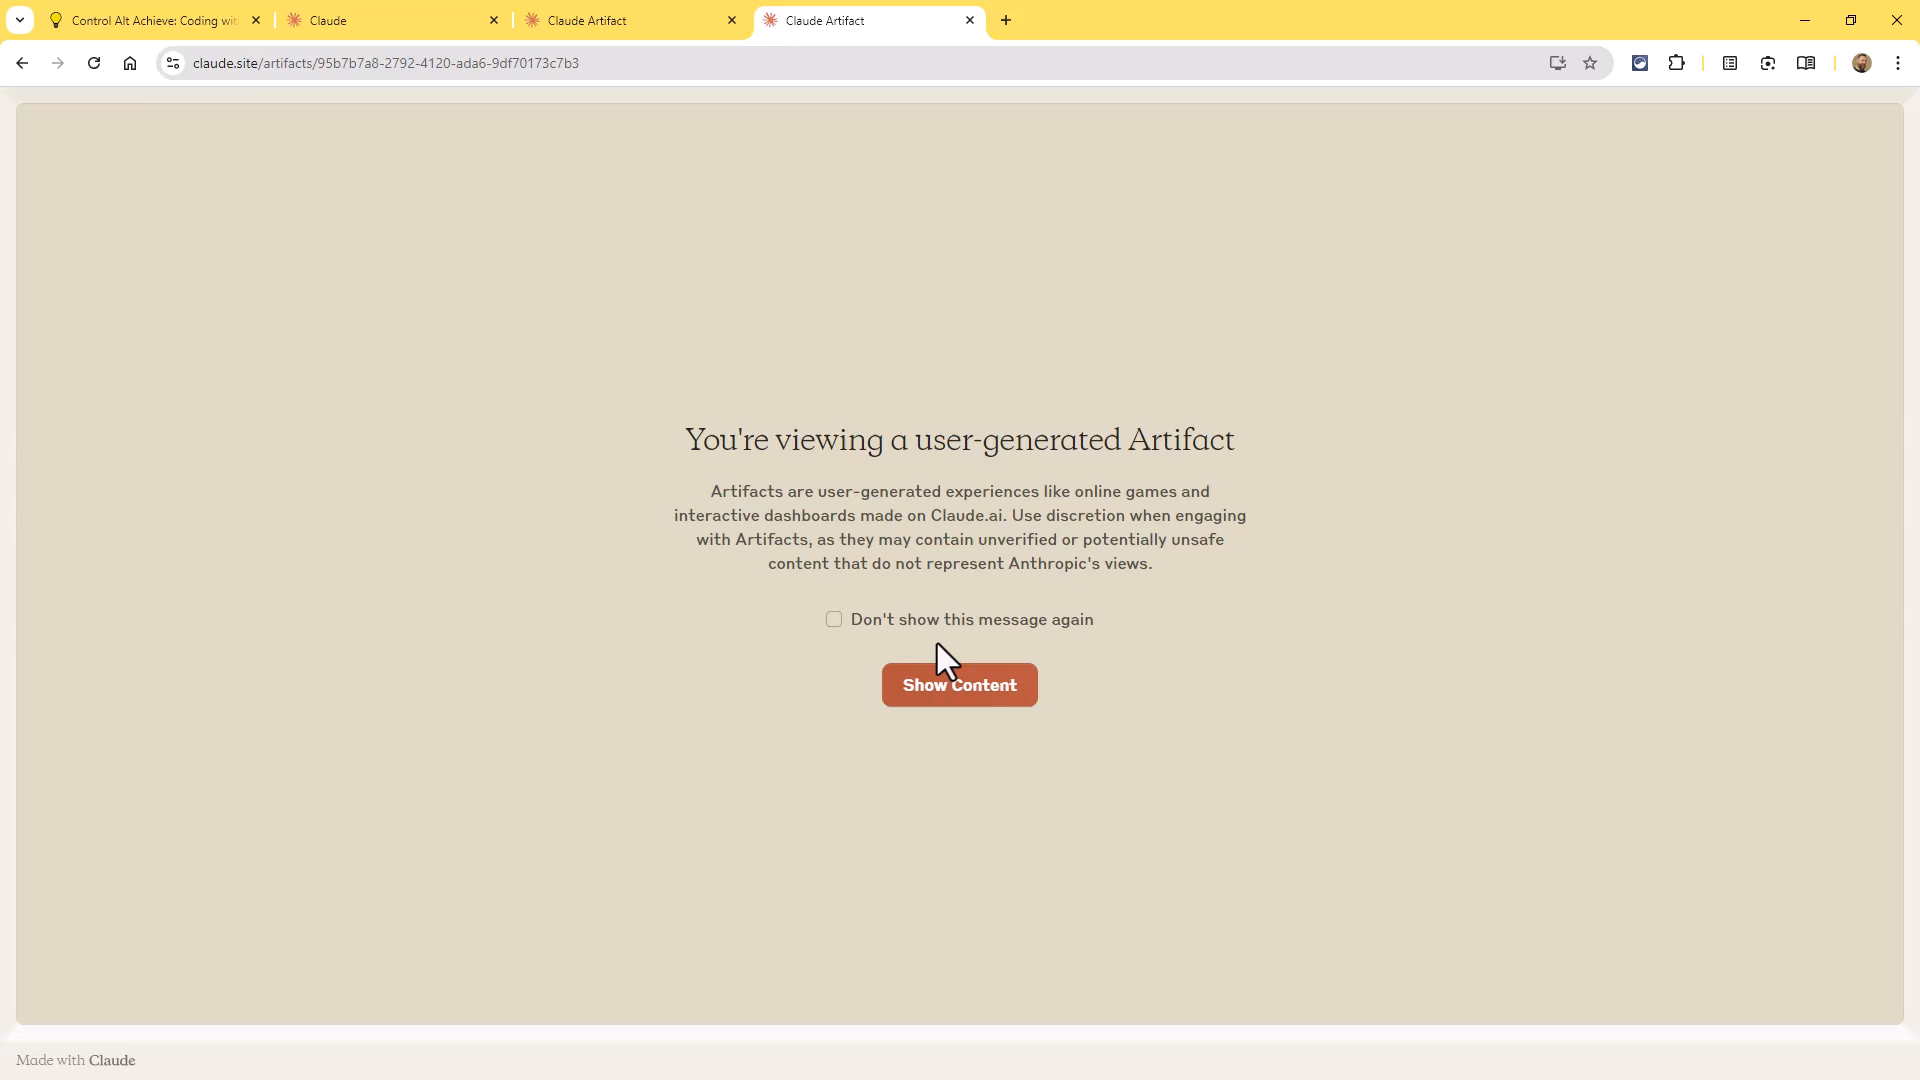 Control Alt Achieve: Coding wit
Claude
Claude Artifact
Claude Artifact
claude.site/artifacts/95b7b7a8-2792-4120-ada6-9df70173c7b3
You're viewing a user-generated Artifact
Artifacts are user-generated experiences like online games and
interactive dashboards made on Claude.ai. Use discretion when engaging
with Artifacts, as they may contain unverified or potentially unsafe
content that do not represent Anthropic's views.
Don't show this message again
Show Content
Made with Claude